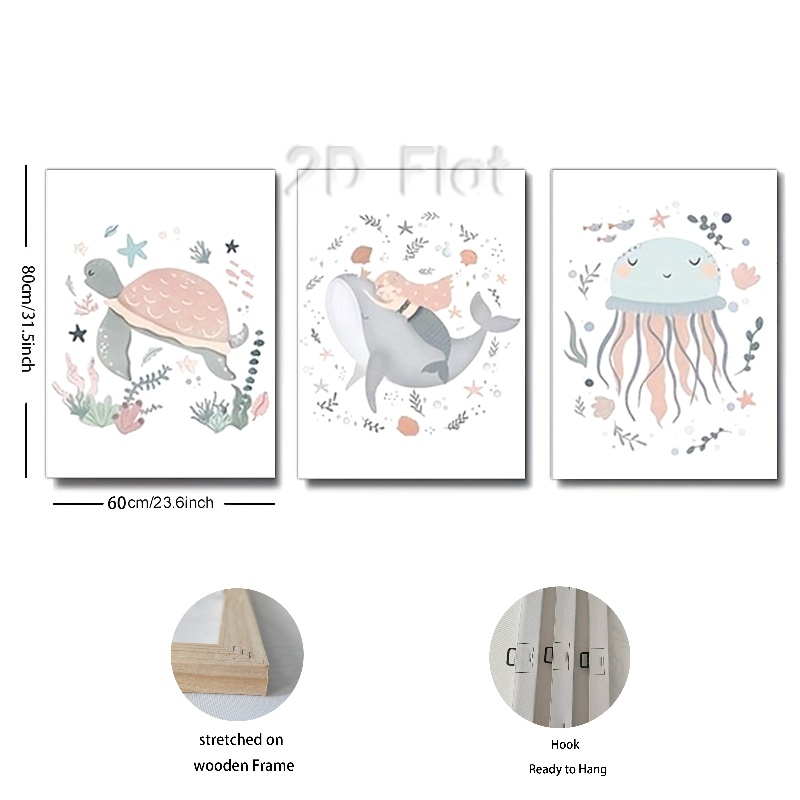 2D Flat
80cm/31.5inch
60cm/23.6inch
stretched on
wooden Frame
Hook
Ready to Hang